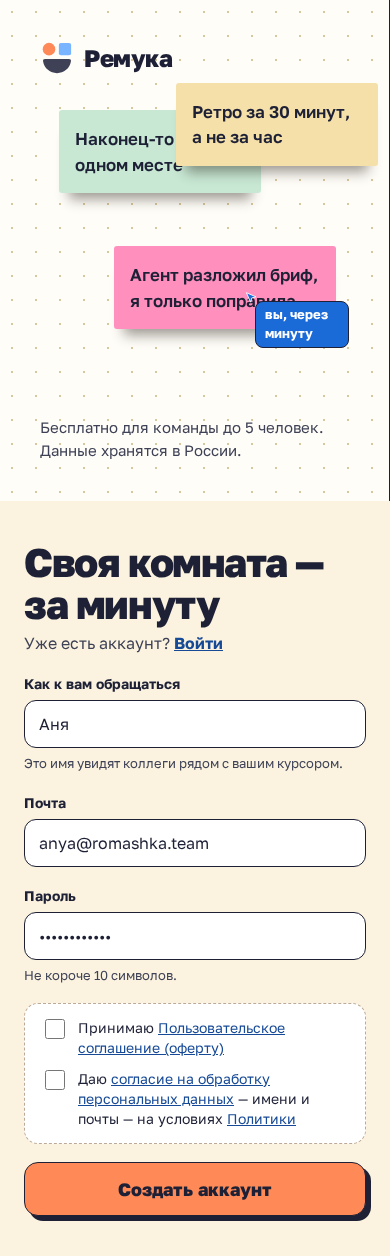 Ремука
Ретро за 30 минут,
а не за час
Наконец-то
одном месте
Агент разложил бриф,
я только поправила
вы, через
минуту
Бесплатно для команды до 5 человек.
Данные хранятся в России.
Своя комната —
за минуту
Уже есть аккаунт? Войти
Как к вам обращаться
Аня
Это имя увидят коллеги рядом с вашим курсором.
Почта
anya@romashka.team
Пароль
••••••••••••
Не короче 10 символов.
Принимаю Пользовательское
соглашение (оферту)
Даю согласие на обработку
персональных данных — имени и
почты — на условиях Политики
Создать аккаунт